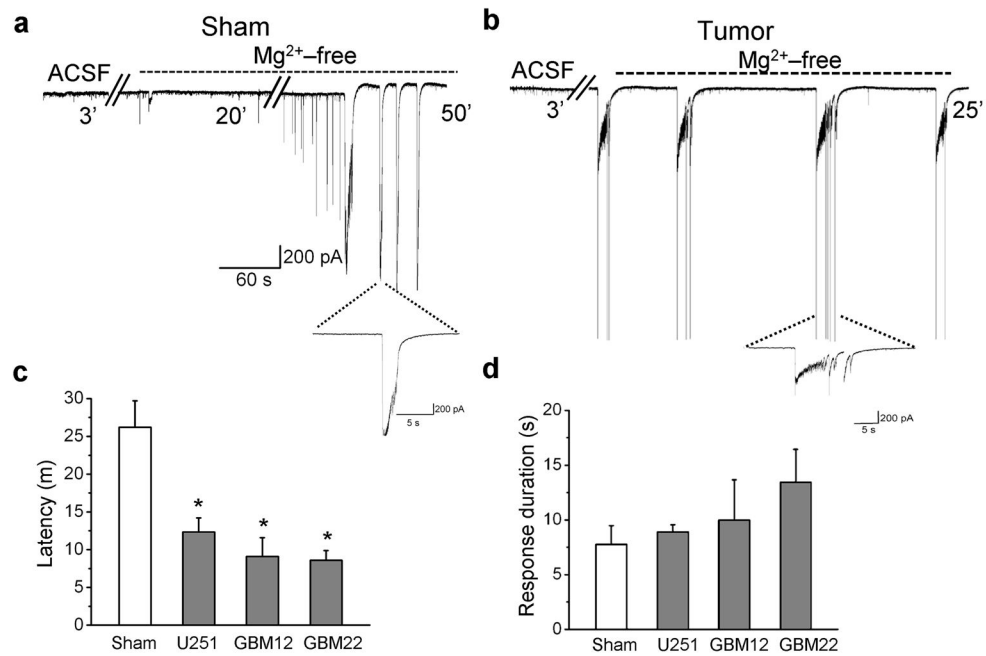 a
Sham
Mg2+–free
ACSF
3'
20'
50'
200 pA
60 s
200 pA
5 s
b
Tumor
Mg2+–free
ACSF
3'
25'
200 pA
5 s
c
Latency (m)
30
25
20
15
10
5
0
*
*
*
Sham
U251
GBM12
GBM22
d
Response duration (s)
20
15
10
5
0
Sham
U251
GBM12
GBM22